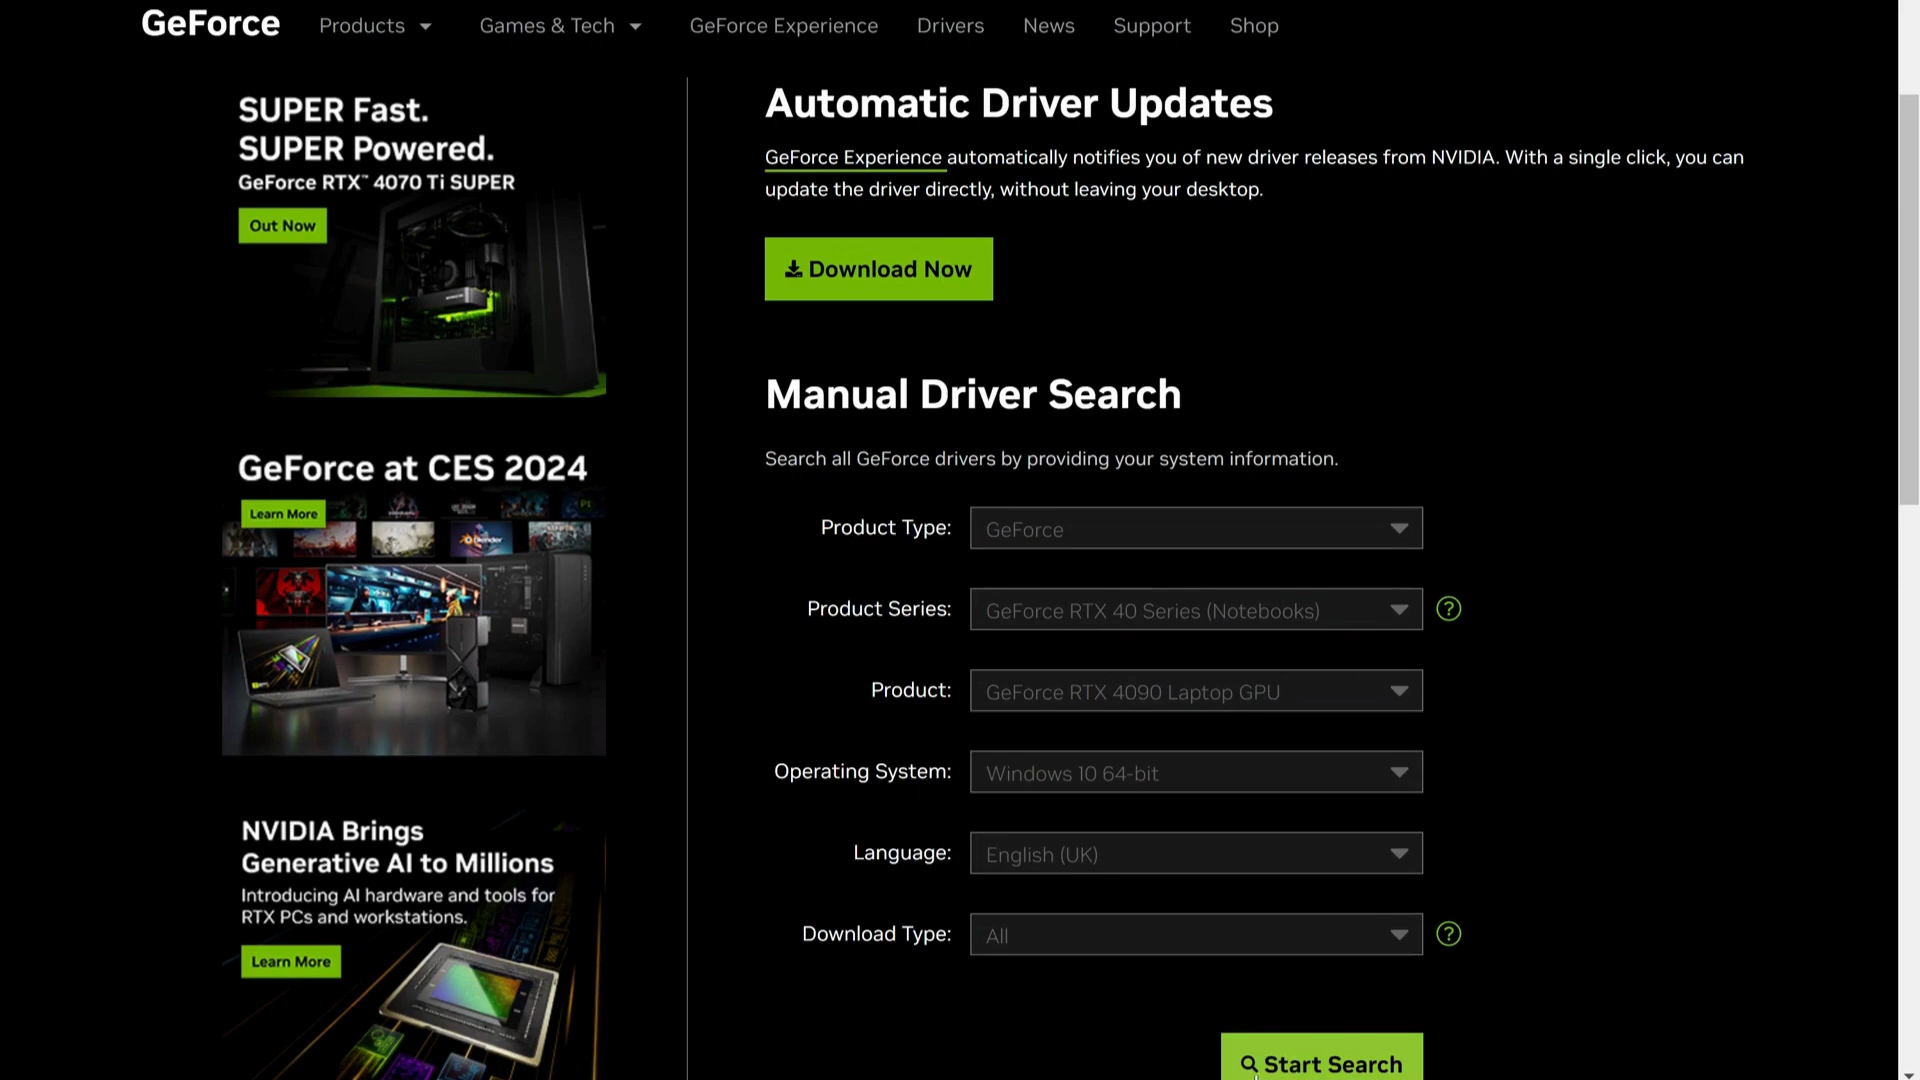 GeForce
Products
Games & Tech
GeForce Experience
Drivers
News
Support
Shop
SUPER Fast.
SUPER Powered.
GeForce RTX™ 4070 Ti SUPER
Out Now
GeForce at CES 2024
Learn More
Blender
NVIDIA Brings
Generative AI to Millions
Introducing AI hardware and tools for
RTX PCs and workstations.
Learn More
Automatic Driver Updates
GeForce Experience automatically notifies you of new driver releases from NVIDIA. With a single click, you can
update the driver directly, without leaving your desktop.
Download Now
Manual Driver Search
Search all GeForce drivers by providing your system information.
Product Type: GeForce
Product Series: GeForce RTX 40 Series (Notebooks) ?
Product: GeForce RTX 4090 Laptop GPU
Operating System: Windows 10 64-bit
Language: English (UK)
Download Type: All ?
Start Search